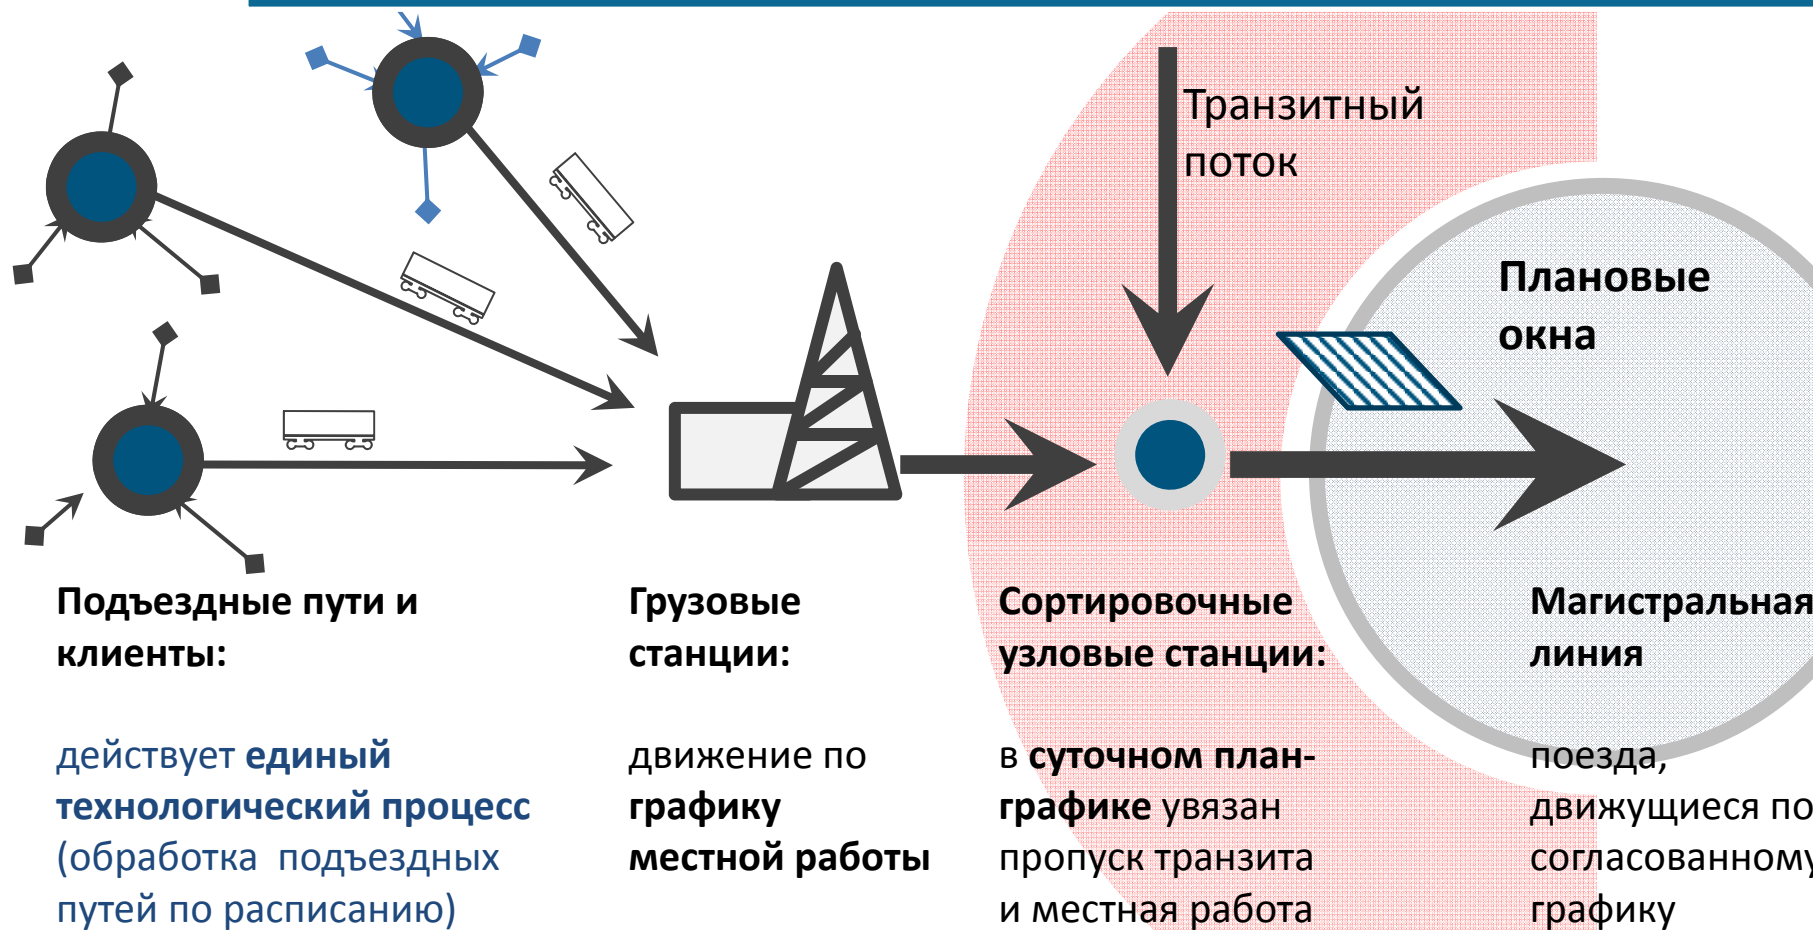 Транзитный
поток
Плановые
окна
Подъездные пути и
клиенты:
действует единый
технологический процесс
(обработка подъездных
путей по расписанию)
Грузовые
станции:
движение по
графику
местной работы
Сортировочные
узловые станции:
в суточном план-
графике увязан
пропуск транзита
и местная работа
Магистральная
линия
поезда,
движущиеся по
согласованному
графику